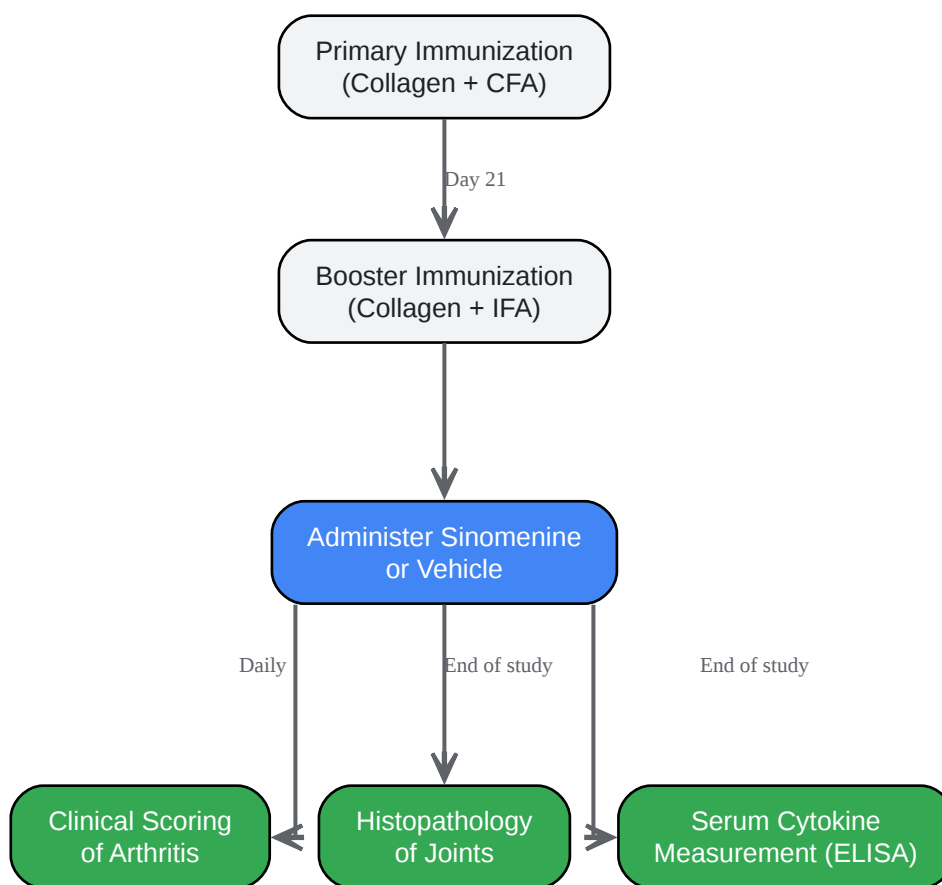 Primary Immunization
(Collagen + CFA)
Day 21
Booster Immunization
(Collagen + IFA)
Administer Sinomenine
or Vehicle
Daily
End of study
End of study
Clinical Scoring
of Arthritis
Histopathology
of Joints
Serum Cytokine
Measurement (ELISA)